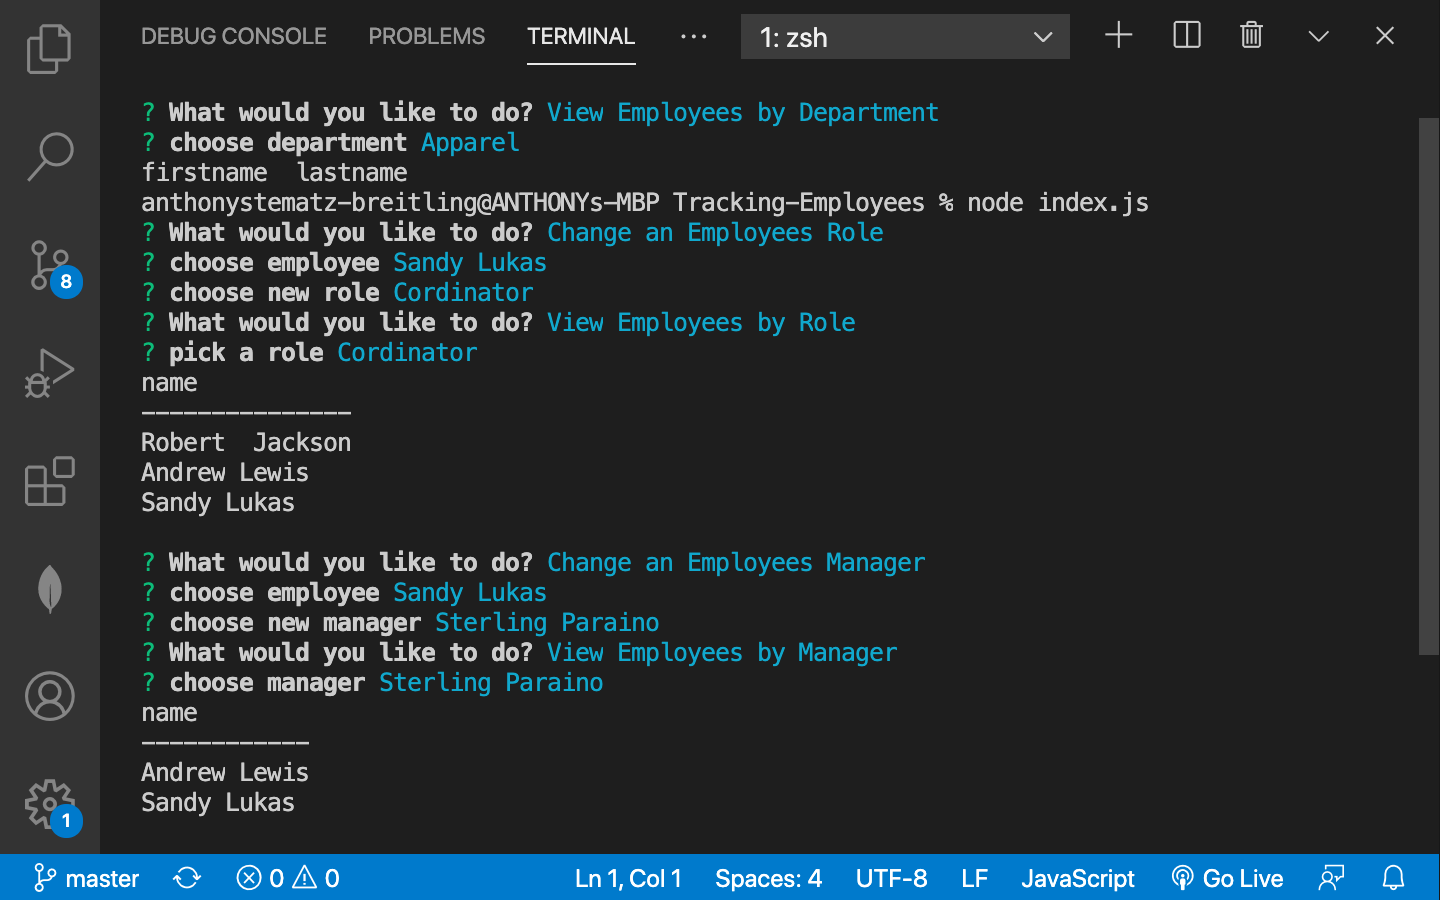 DEBUG CONSOLE PROBLEMS TERMINAL ··· 1: zsh
? What would you like to do? View Employees by Department
? choose department Apparel
firstname  lastname
anthonystematz-breitling@ANTHONYs-MBP Tracking-Employees % node index.js
? What would you like to do? Change an Employees Role
? choose employee Sandy Lukas
? choose new role Cordinator
? What would you like to do? View Employees by Role
? pick a role Cordinator
name
---------------
Robert  Jackson
Andrew Lewis
Sandy Lukas
? What would you like to do? Change an Employees Manager
? choose employee Sandy Lukas
? choose new manager Sterling Paraino
? What would you like to do? View Employees by Manager
? choose manager Sterling Paraino
name
------------
Andrew Lewis
Sandy Lukas
8
1
master 0 0 Ln 1, Col 1 Spaces: 4 UTF-8 LF JavaScript Go Live